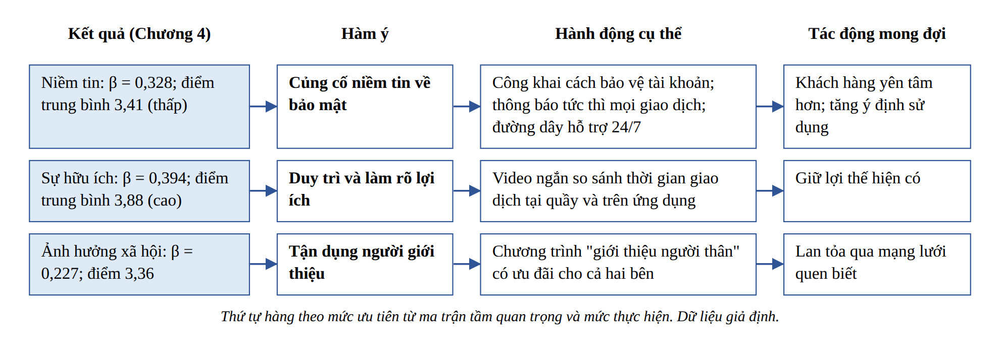 Kết quả (Chương 4)
Hàm ý
Hành động cụ thể
Tác động mong đợi
Niềm tin: β = 0,328; điểm
trung bình 3,41 (thấp)
Củng cố niềm tin về
bảo mật
Công khai cách bảo vệ tài khoản;
thông báo tức thì mọi giao dịch;
đường dây hỗ trợ 24/7
Khách hàng yên tâm
hơn; tăng ý định sử
dụng
Sự hữu ích: β = 0,394; điểm
trung bình 3,88 (cao)
Duy trì và làm rõ lợi
ích
Video ngắn so sánh thời gian giao
dịch tại quầy và trên ứng dụng
Giữ lợi thế hiện có
Ảnh hưởng xã hội: β =
0,227; điểm 3,36
Tận dụng người giới
thiệu
Chương trình "giới thiệu người thân"
có ưu đãi cho cả hai bên
Lan tỏa qua mạng lưới
quen biết
Thứ tự hàng theo mức ưu tiên từ ma trận tầm quan trọng và mức thực hiện. Dữ liệu giả định.